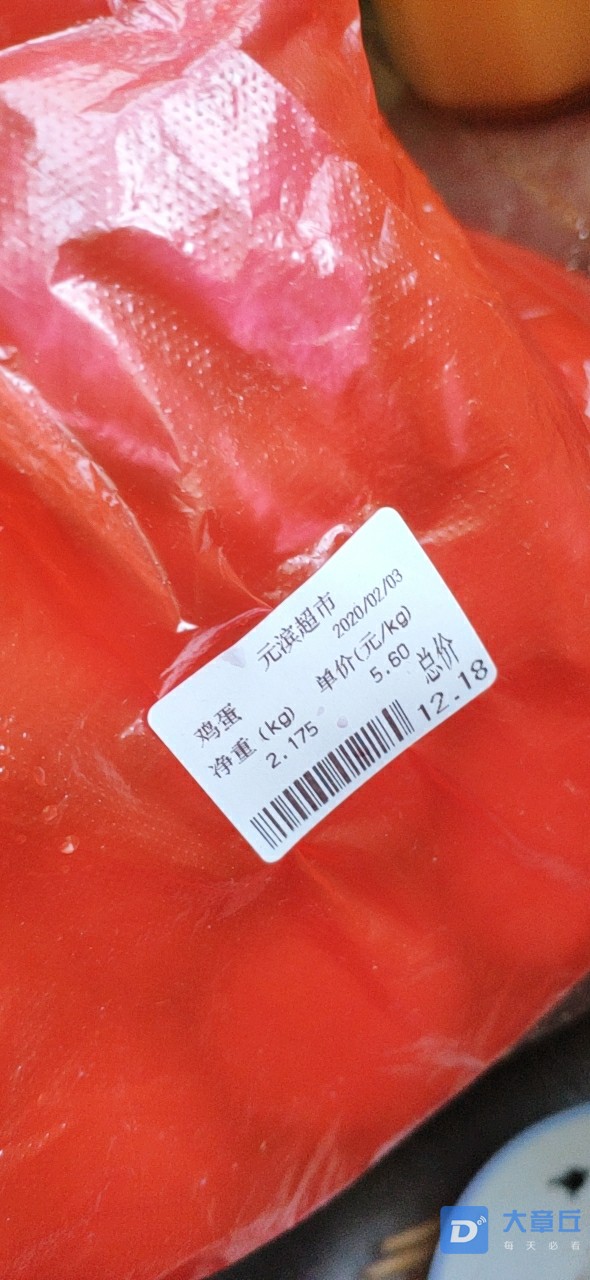 元滨超市
鸡蛋 2020/02/03
净重(kg) 单价(元/kg) 总价
2.175 5.60 12.18
大章丘
每天必看